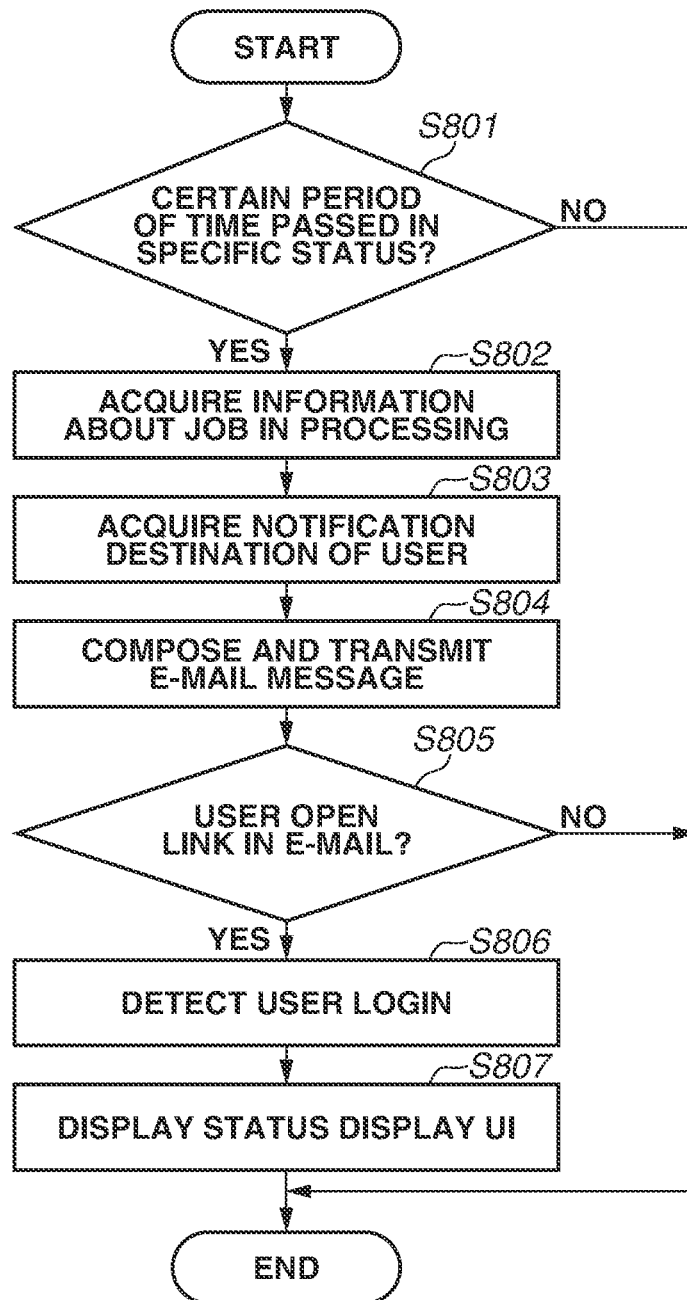 START
S801
CERTAIN PERIOD
OF TIME PASSED IN
SPECIFIC STATUS?
NO
YES
S802
ACQUIRE INFORMATION
ABOUT JOB IN PROCESSING
S803
ACQUIRE NOTIFICATION
DESTINATION OF USER
S804
COMPOSE AND TRANSMIT
E-MAIL MESSAGE
S805
USER OPEN
LINK IN E-MAIL?
NO
YES
S806
DETECT USER LOGIN
S807
DISPLAY STATUS DISPLAY UI
END